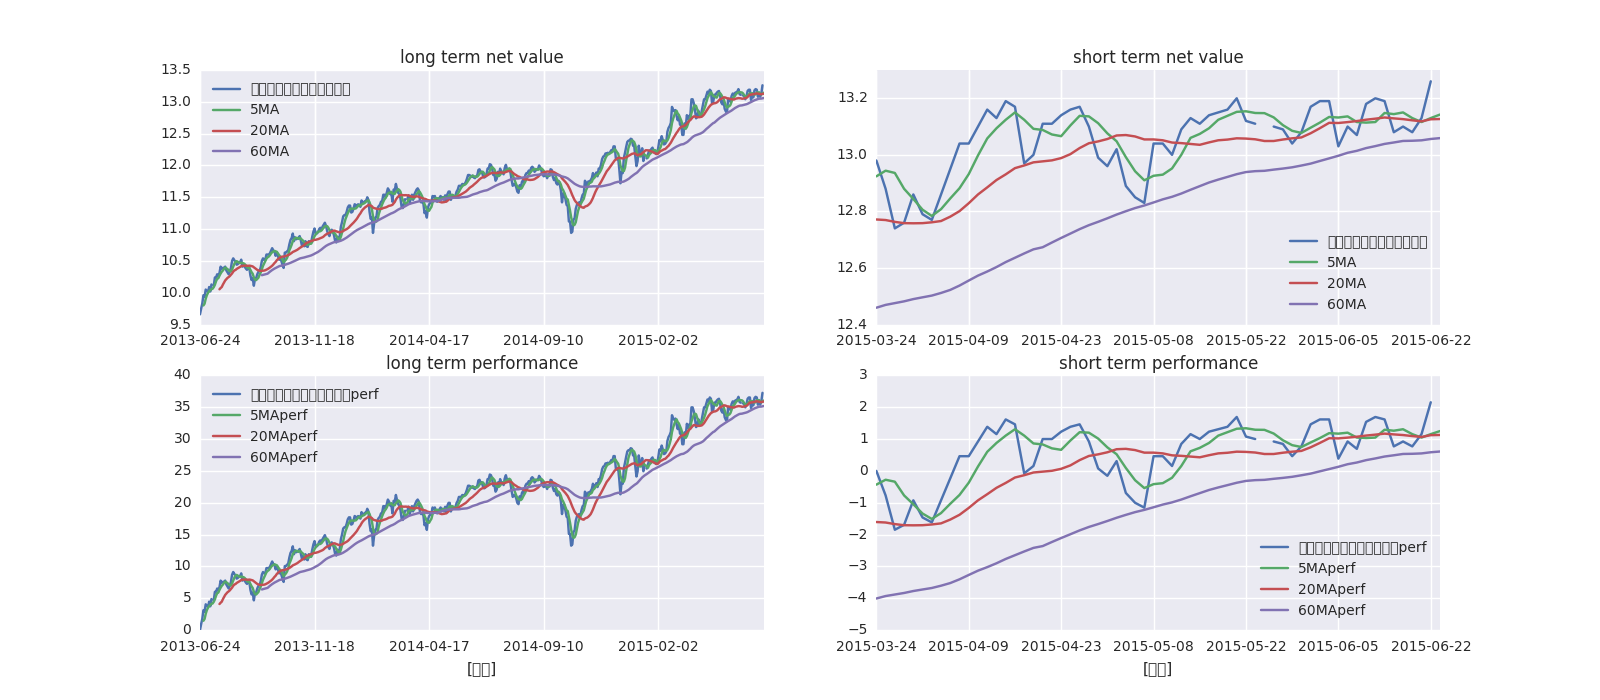 long term net value
13.5
13.0
12.5
12.0
11.5
11.0
10.5
10.0
9.5
5MA
20MA
60MA
2013-06-24 2013-11-18 2014-04-17 2014-09-10 2015-02-02
short term net value
13.2
13.0
12.8
12.6
12.4
5MA
20MA
60MA
2015-03-24 2015-04-09 2015-04-23 2015-05-08 2015-05-22 2015-06-05 2015-06-22
long term performance
40
35
30
25
20
15
10
5
0
perf
5MAperf
20MAperf
60MAperf
2013-06-24 2013-11-18 2014-04-17 2014-09-10 2015-02-02
short term performance
3
2
1
0
−1
−2
−3
−4
−5
perf
5MAperf
20MAperf
60MAperf
2015-03-24 2015-04-09 2015-04-23 2015-05-08 2015-05-22 2015-06-05 2015-06-22